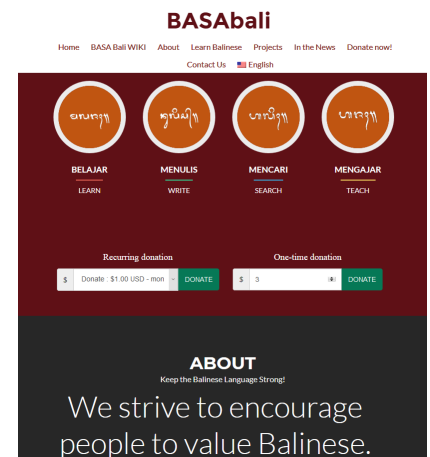 BASAbali
Home BASA Bali WIKI About Learn Balinese Projects In the News Donate now!
Contact Us English
BELAJAR MENULIS MENCARI MENGAJAR
LEARN WRITE SEARCH TEACH
Recurring donation One-time donation
$ Donate : $1.00 USD - mon DONATE $ 3 DONATE
ABOUT
Keep the Balinese Language Strong!
We strive to encourage
people to value Balinese.